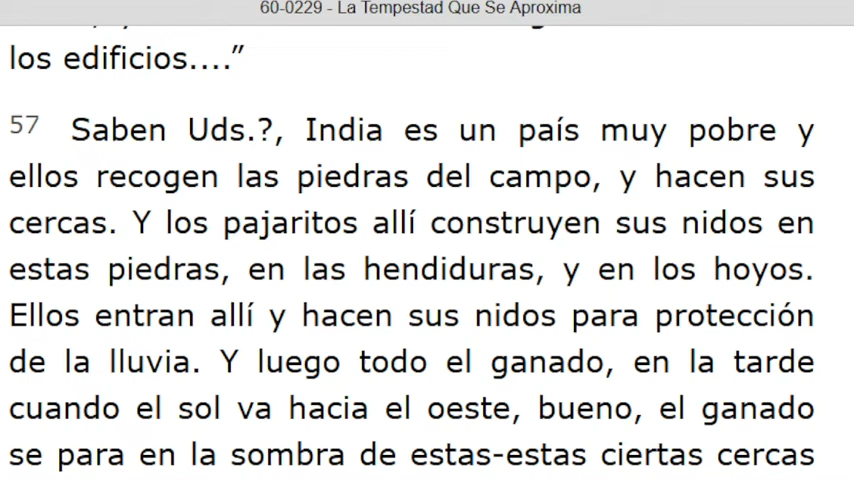 60-0229 - La Tempestad Que Se Aproxima
los edificios....”
57 Saben Uds.?, India es un país muy pobre y
ellos recogen las piedras del campo, y hacen sus
cercas. Y los pajaritos allí construyen sus nidos en
estas piedras, en las hendiduras, y en los hoyos.
Ellos entran allí y hacen sus nidos para protección
de la lluvia. Y luego todo el ganado, en la tarde
cuando el sol va hacia el oeste, bueno, el ganado
se para en la sombra de estas-estas ciertas cercas